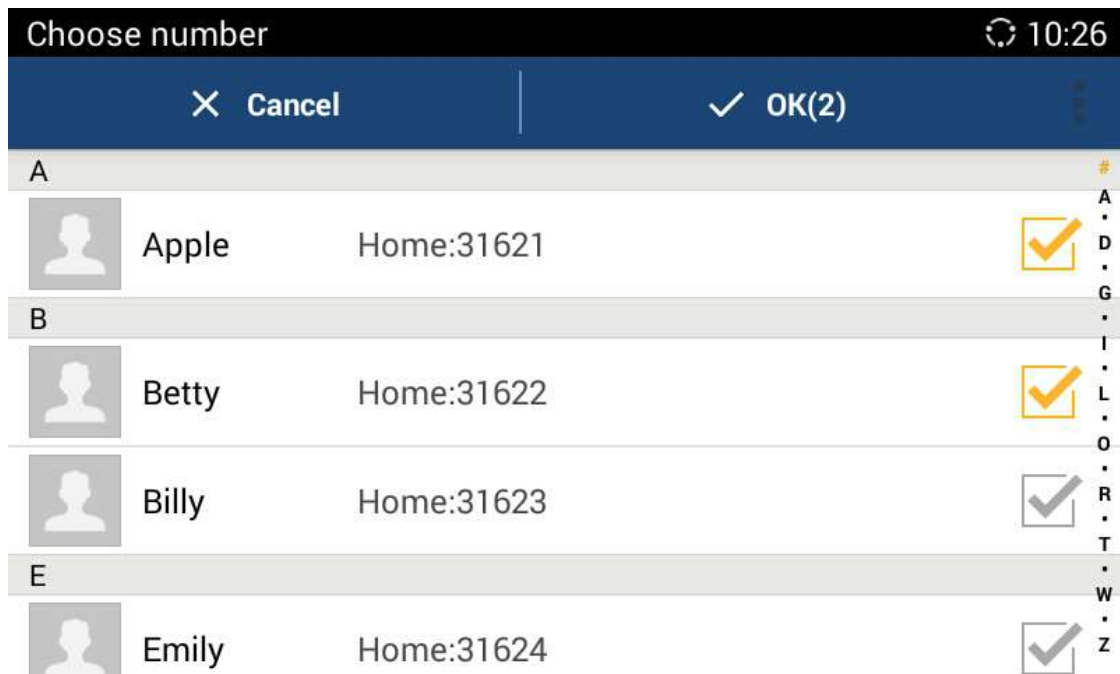 Choose number 10:26
Cancel OK(2)
A
Apple Home:31621
B
Betty Home:31622
Billy Home:31623
E
Emily Home:31624
#
A
D
G
I
L
O
R
T
W
Z